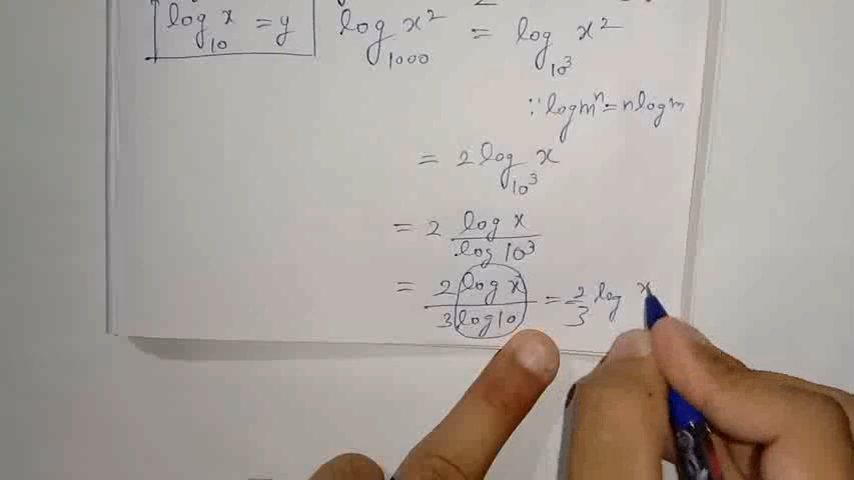 log₁₀ x = y log₁₀₀₀ x² = log₁₀³ x²
∵ log mⁿ = n log m
= 2 log₁₀³ x
= 2 log x / log 10³
= 2 log x / 3 log 10 = 2/3 log x